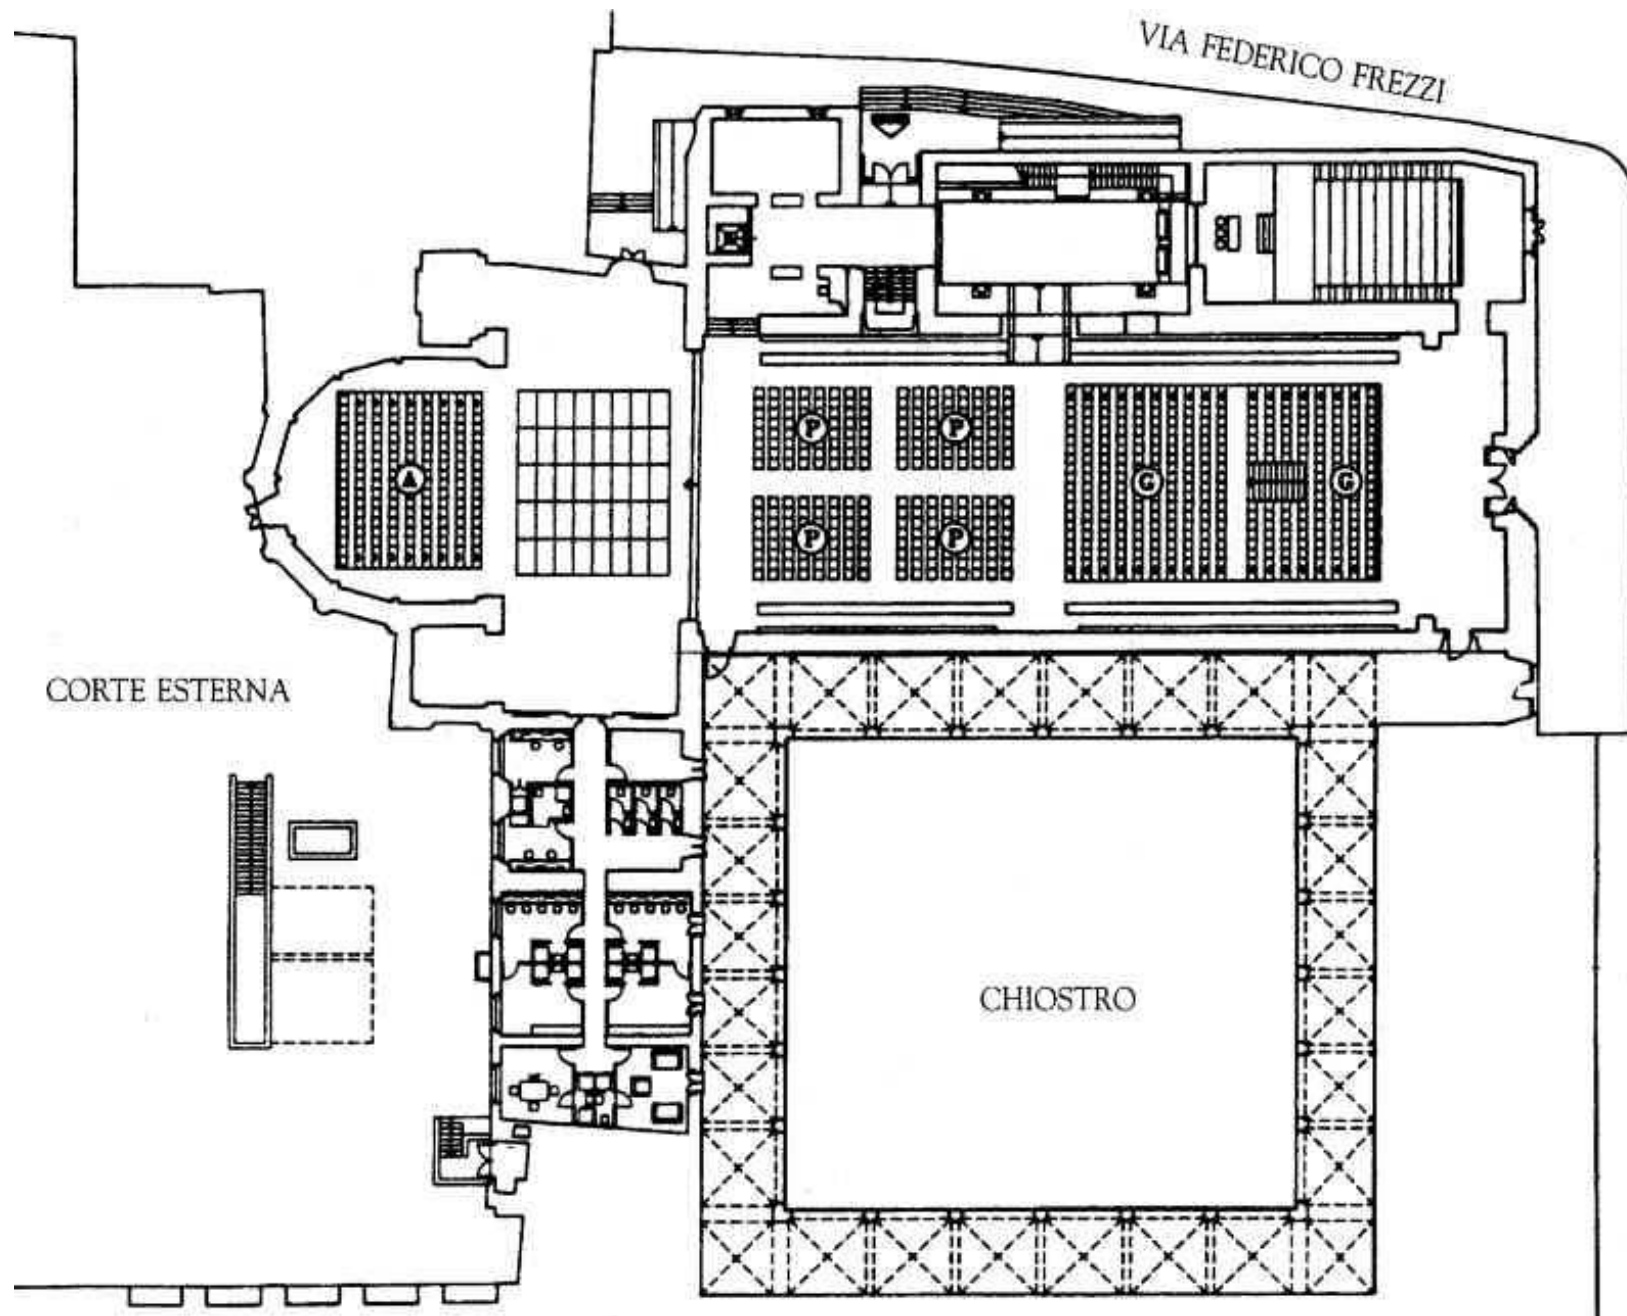 VIA FEDERICO FREZZI
P P
A G G
P P
CORTE ESTERNA
CHIOSTRO